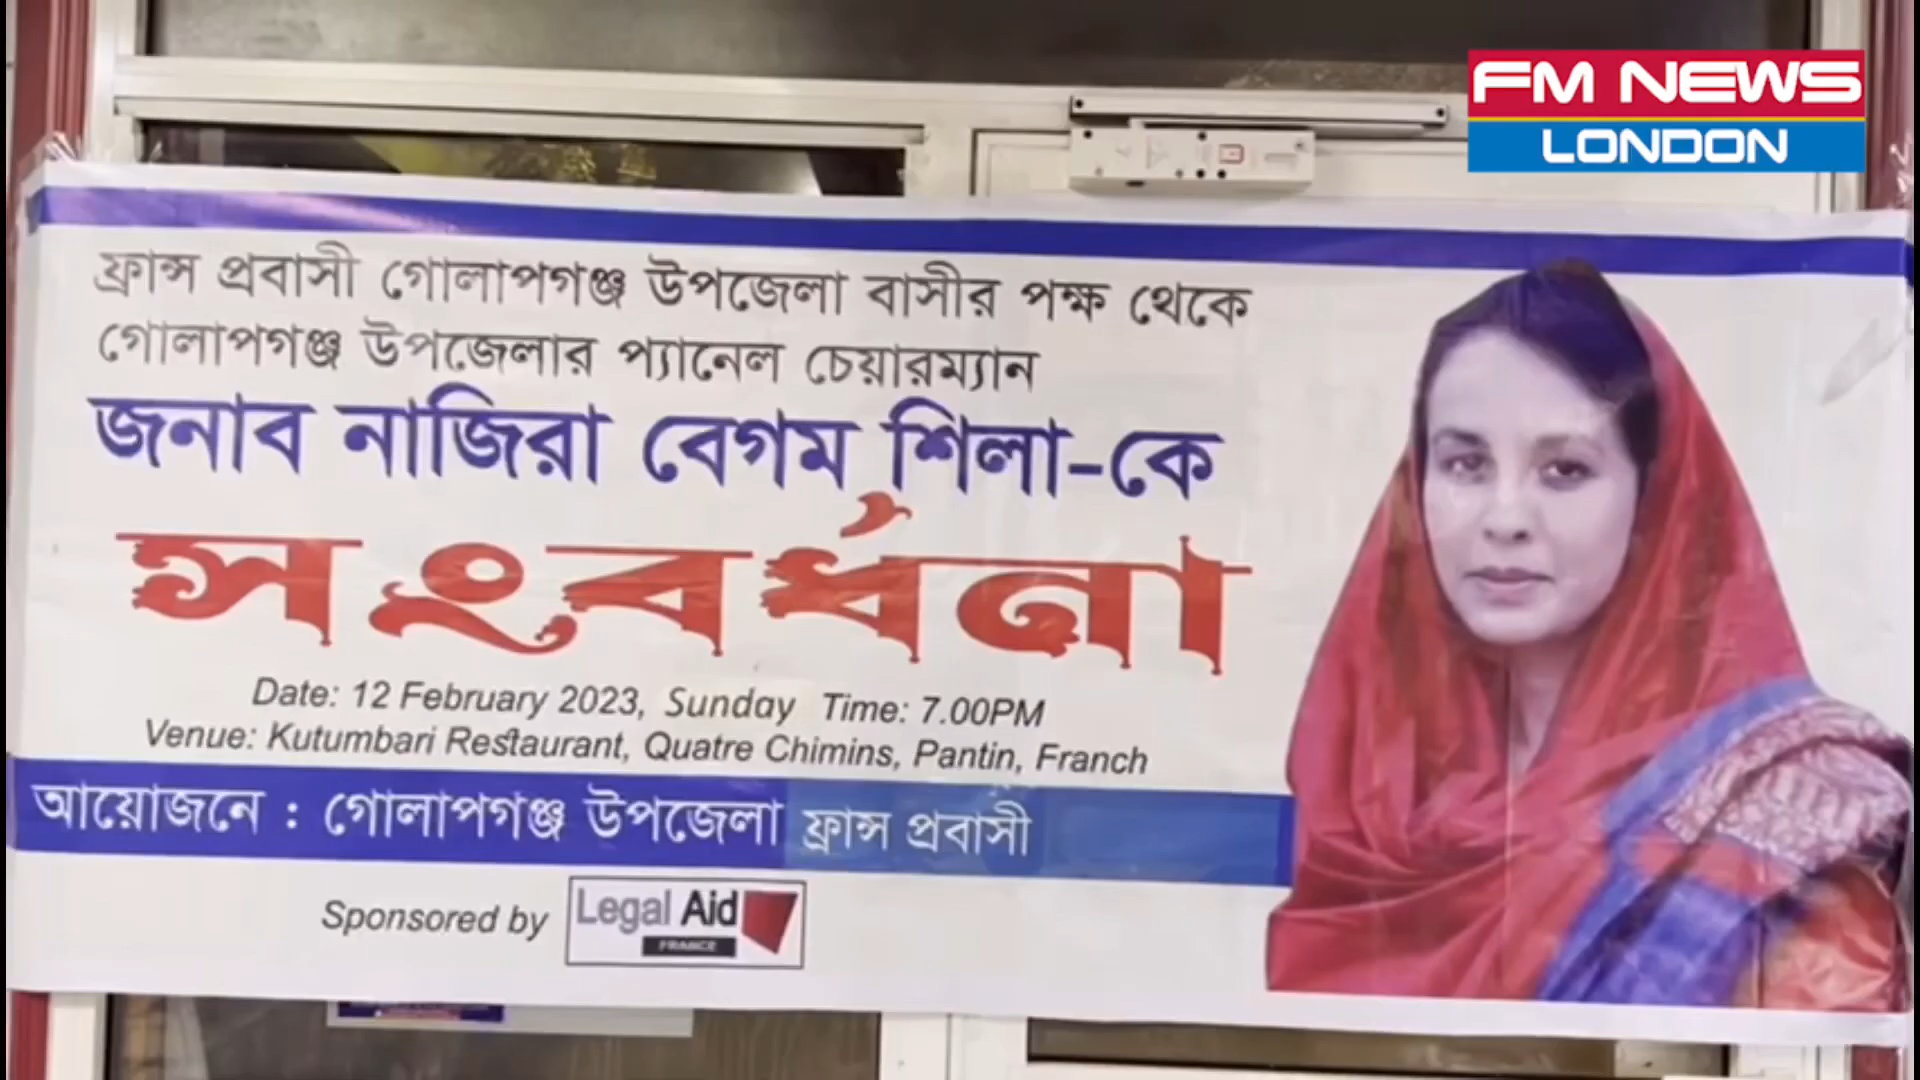 FM NEWS
LONDON
ফ্রান্স প্রবাসী গোলাপগঞ্জ উপজেলা বাসীর পক্ষ থেকে
গোলাপগঞ্জ উপজেলার প্যানেল চেয়ারম্যান
জনাব নাজিরা বেগম শিলা-কে
সংবর্ধনা
Date: 12 February 2023, Sunday Time: 7.00PM
Venue: Kutumbari Restaurant, Quatre Chimins, Pantin, Franch
আয়োজনে : গোলাপগঞ্জ উপজেলা ফ্রান্স প্রবাসী
Sponsored by Legal Aid
FRANCE